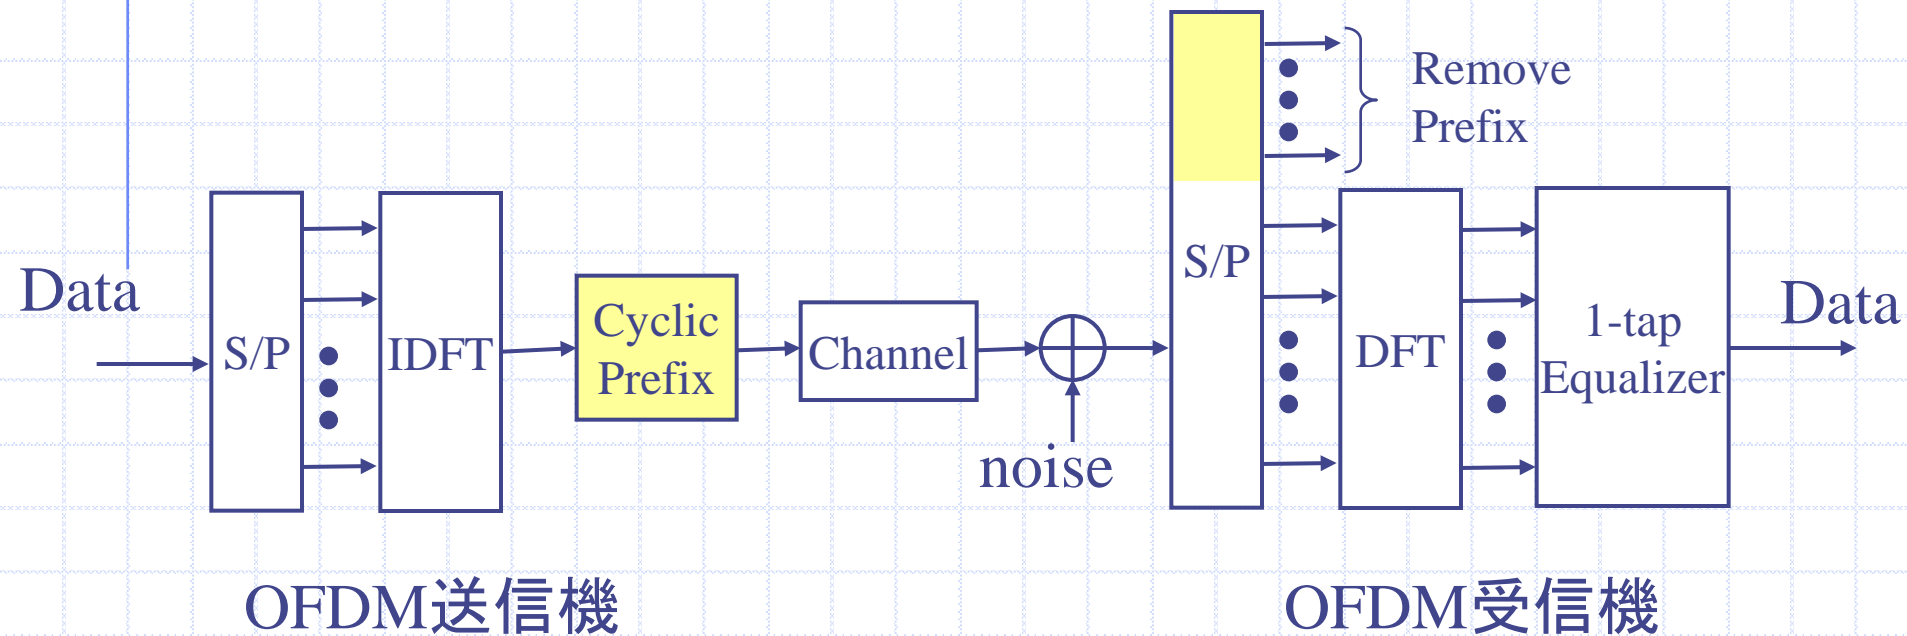 Data
S/P
IDFT
Cyclic
Prefix
Channel
noise
S/P
Remove
Prefix
DFT
1-tap
Equalizer
Data
OFDM送信機
OFDM受信機